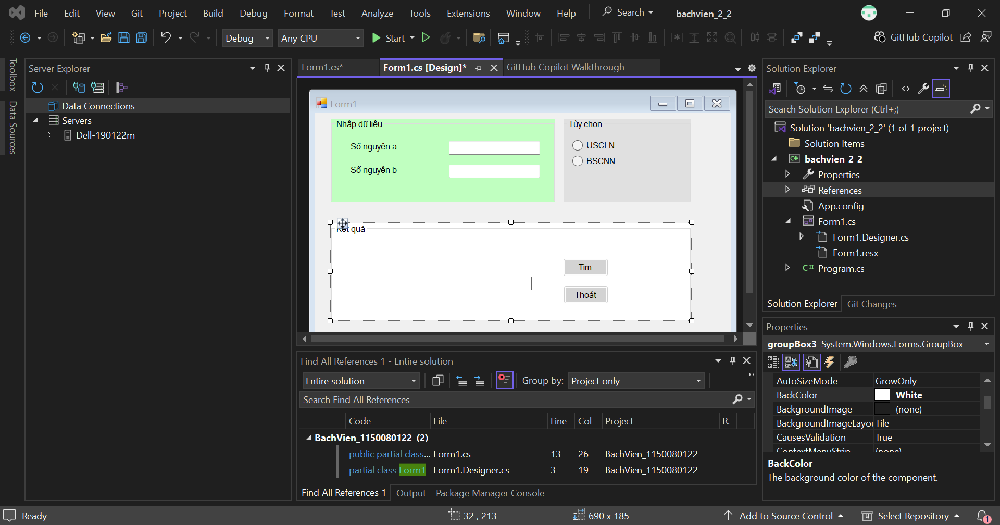 File Edit View Git Project Build Debug Format Test Analyze Tools Extensions Window Help Search bachvien_2_2
Debug Any CPU Start GitHub Copilot
Toolbox
Data Sources
Server Explorer
Data Connections
Servers
Dell-190122m
Form1.cs* Form1.cs [Design]* GitHub Copilot Walkthrough
Form1
Nhập dữ liệu
Số nguyên a
Số nguyên b
Tùy chọn
USCLN
BSCNN
Kết quả
Tìm
Thoát
Find All References 1 - Entire solution
Entire solution Group by: Project only
Search Find All References
Code File Line Col Project R.
BachVien_1150080122 (2)
public partial class... Form1.cs 13 26 BachVien_1150080122
partial class Form1 Form1.Designer.cs 3 19 BachVien_1150080122
Find All References 1 Output Package Manager Console
Solution Explorer
Search Solution Explorer (Ctrl+;)
Solution 'bachvien_2_2' (1 of 1 project)
Solution Items
C# bachvien_2_2
Properties
References
App.config
Form1.cs
Form1.Designer.cs
Form1.resx
C# Program.cs
Solution Explorer Git Changes
Properties
groupBox3 System.Windows.Forms.GroupBox
AutoSizeMode GrowOnly
BackColor White
BackgroundImage (none)
BackgroundImageLayou Tile
CausesValidation True
ContextMenuStrip (none)
BackColor
The background color of the component.
Ready 32 , 213 690 x 185 Add to Source Control Select Repository 1